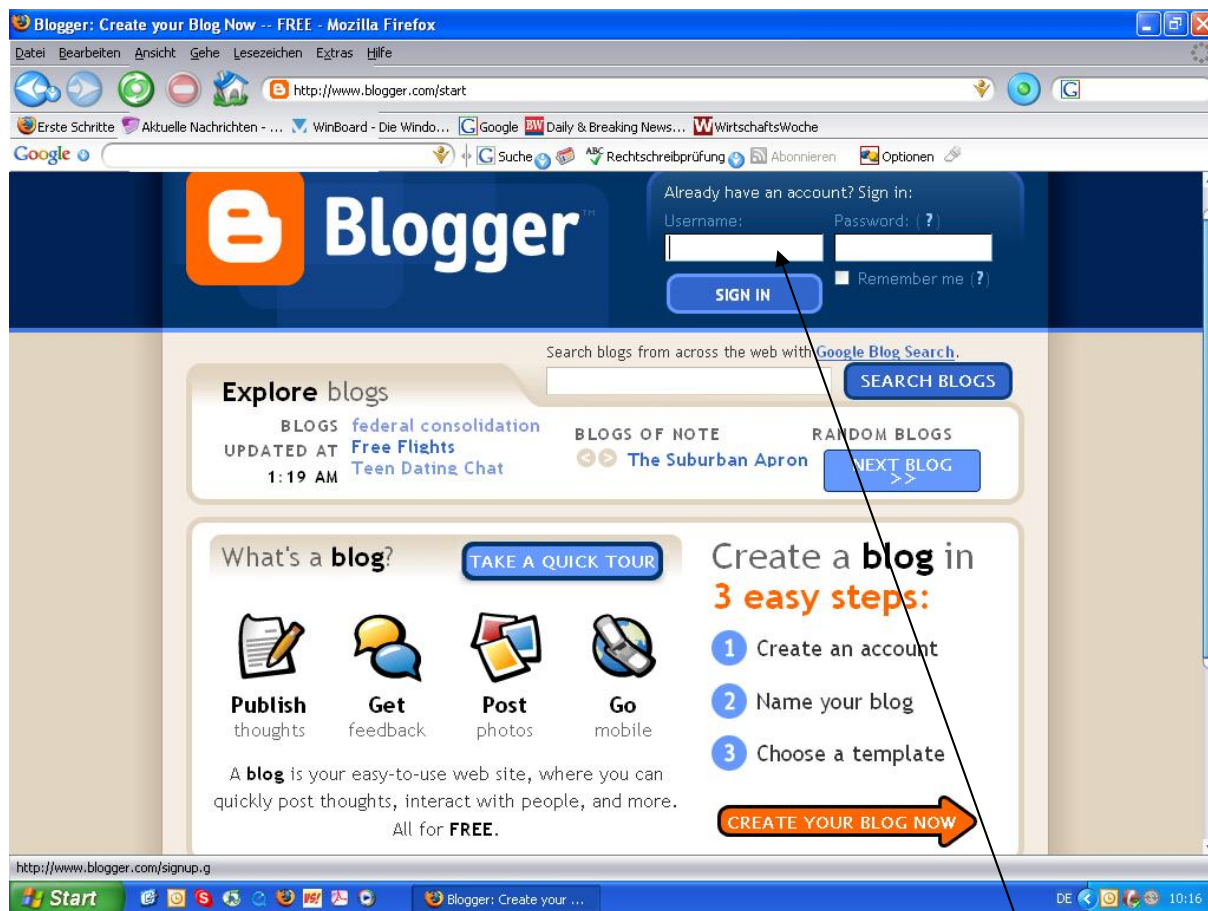 Blogger: Create your Blog Now -- FREE - Mozilla Firefox
Datei Bearbeiten Ansicht Gehe Lesezeichen Extras Hilfe
http://www.blogger.com/start
G
Erste Schritte Aktuelle Nachrichten - ... WinBoard - Die Windo... G Google BW Daily & Breaking News... W WirtschaftsWoche
Google G Suche ABC Rechtschreibprüfung Abonnieren Optionen
Blogger™
Already have an account? Sign in:
Username: Password: (?)
Remember me (?)
SIGN IN
Search blogs from across the web with Google Blog Search.
SEARCH BLOGS
Explore blogs
BLOGS UPDATED AT 1:19 AM
federal consolidation
Free Flights
Teen Dating Chat
BLOGS OF NOTE
The Suburban Apron
RANDOM BLOGS
NEXT BLOG
>>
What's a blog?
TAKE A QUICK TOUR
Publish
thoughts
Get
feedback
Post
photos
Go
mobile
A blog is your easy-to-use web site, where you can
quickly post thoughts, interact with people, and more.
All for FREE.
Create a blog in
3 easy steps:
1 Create an account
2 Name your blog
3 Choose a template
CREATE YOUR BLOG NOW
http://www.blogger.com/signup.g
Start
Blogger: Create your ...
DE
10:16